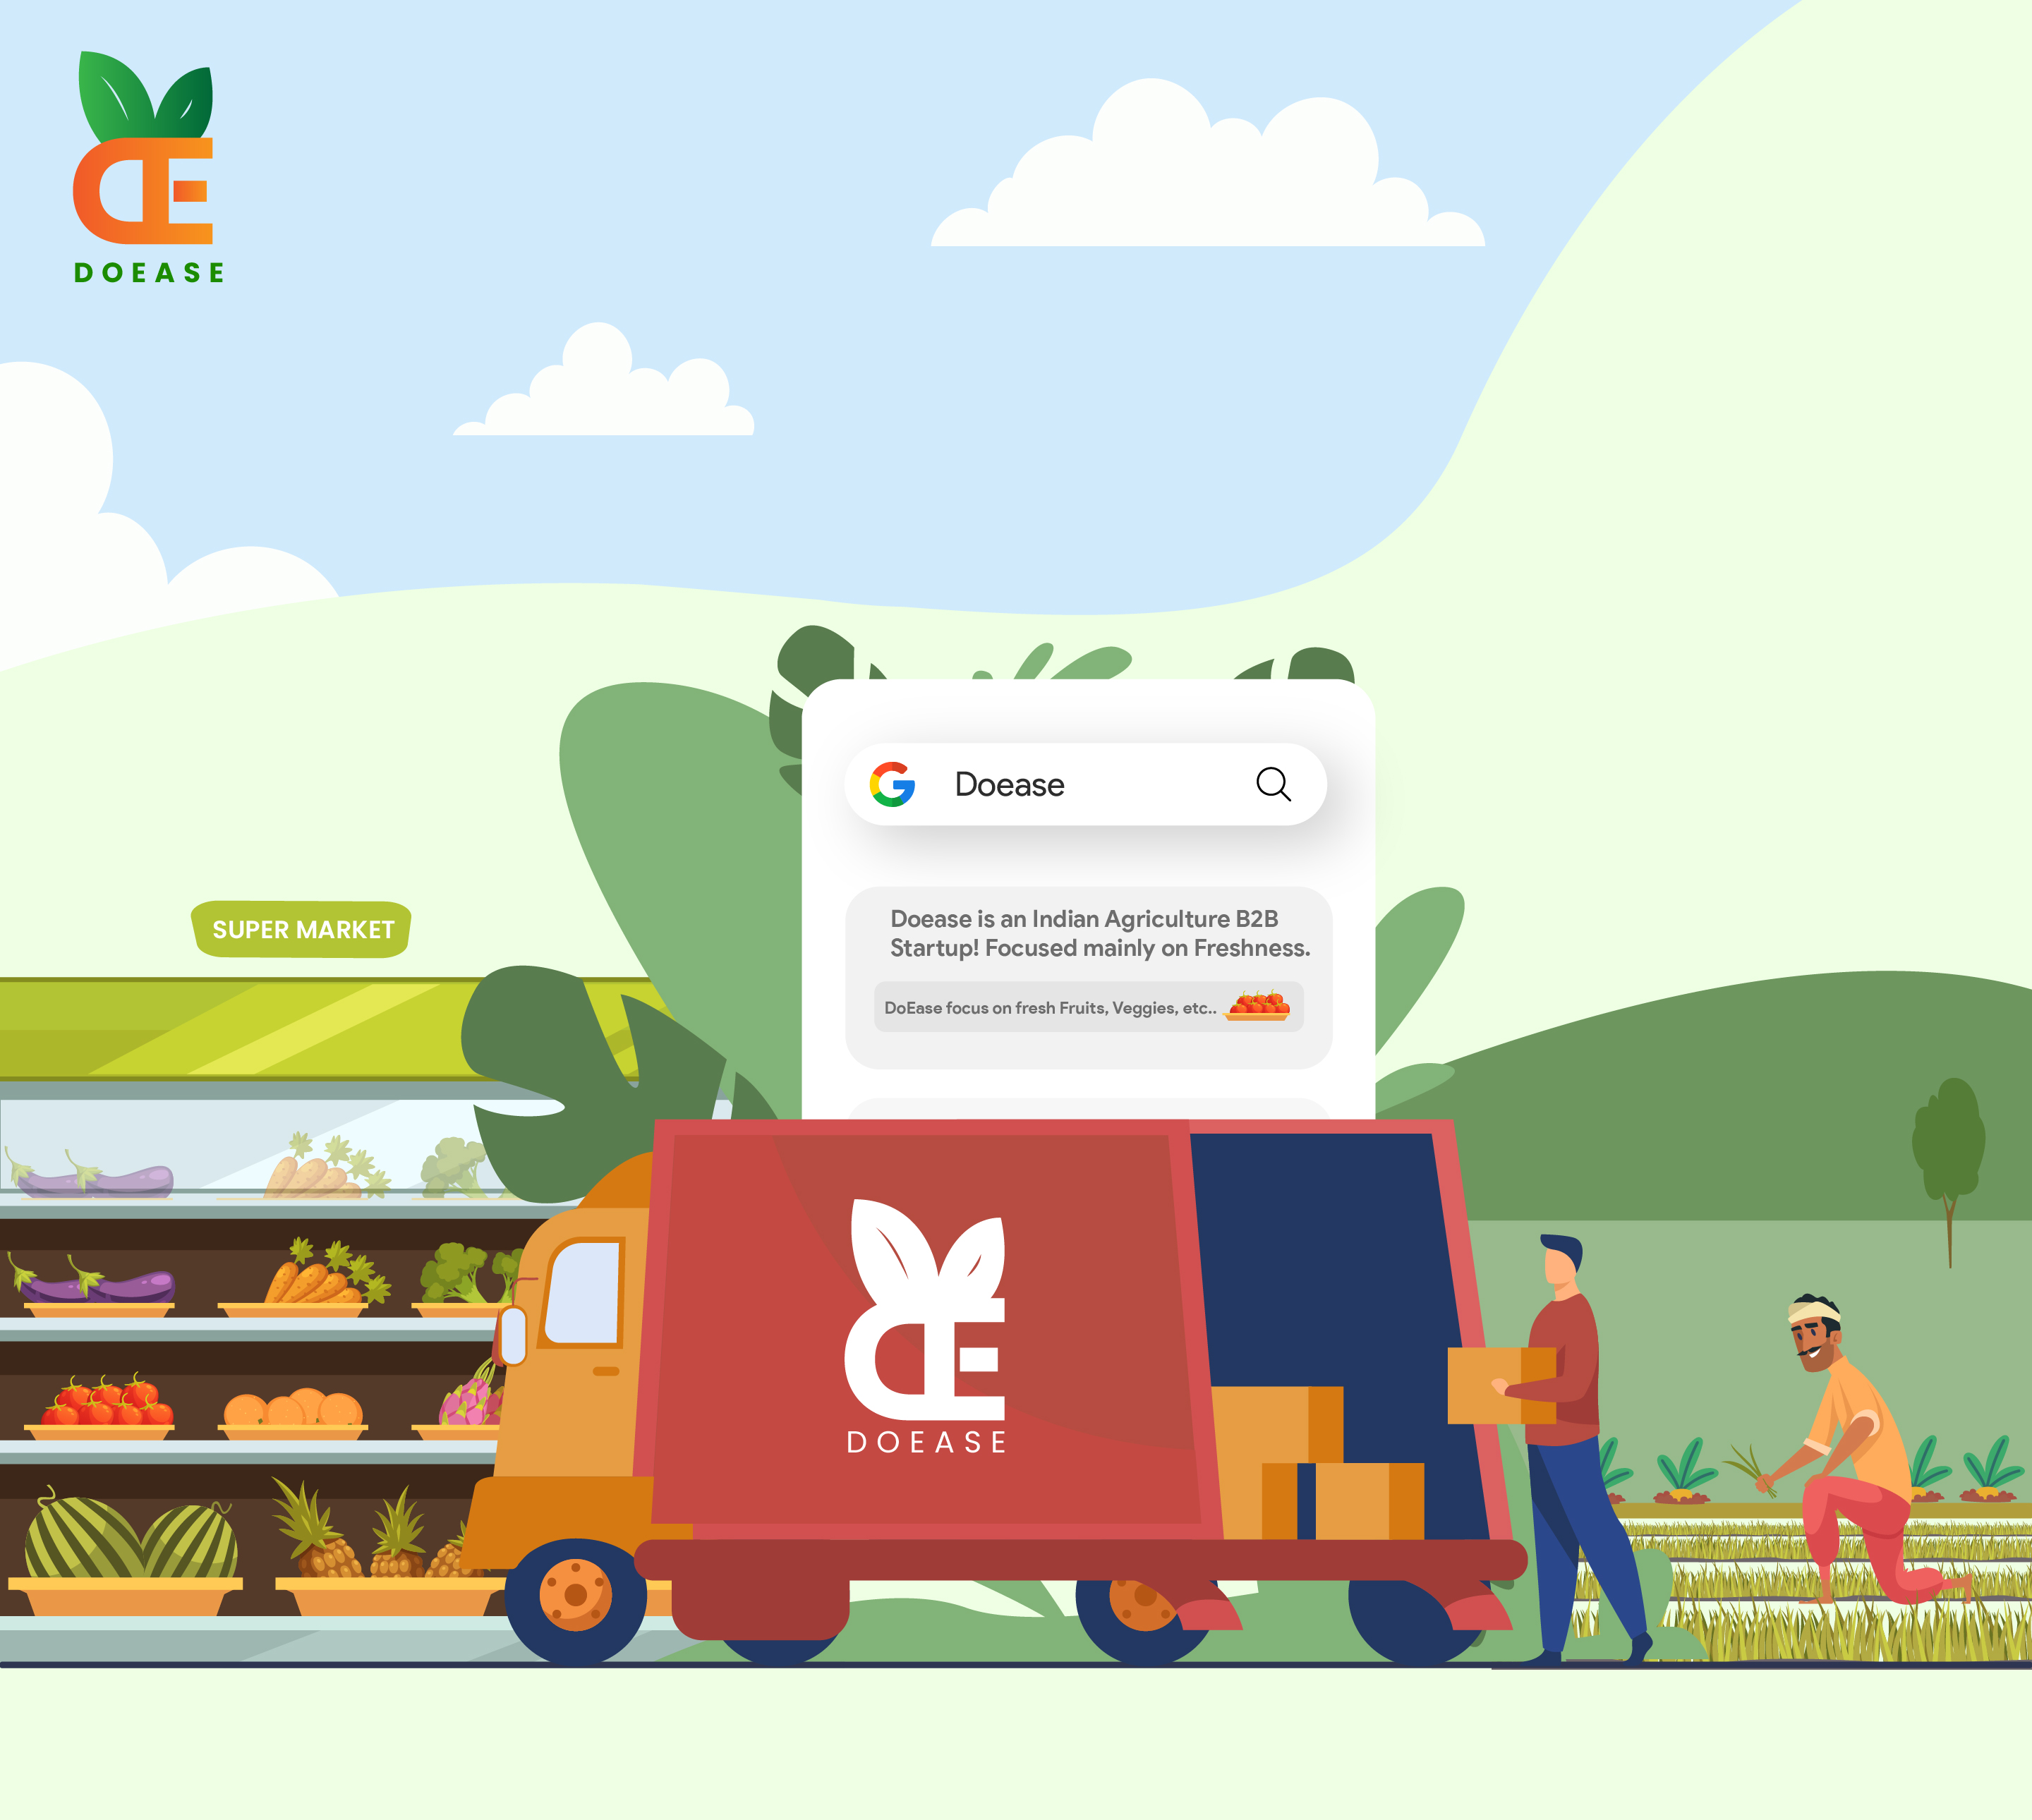 DOEASE
Doease
Doease is an Indian Agriculture B2B
Startup! Focused mainly on Freshness.
DoEase focus on fresh Fruits, Veggies, etc..
SUPER MARKET
DOEASE